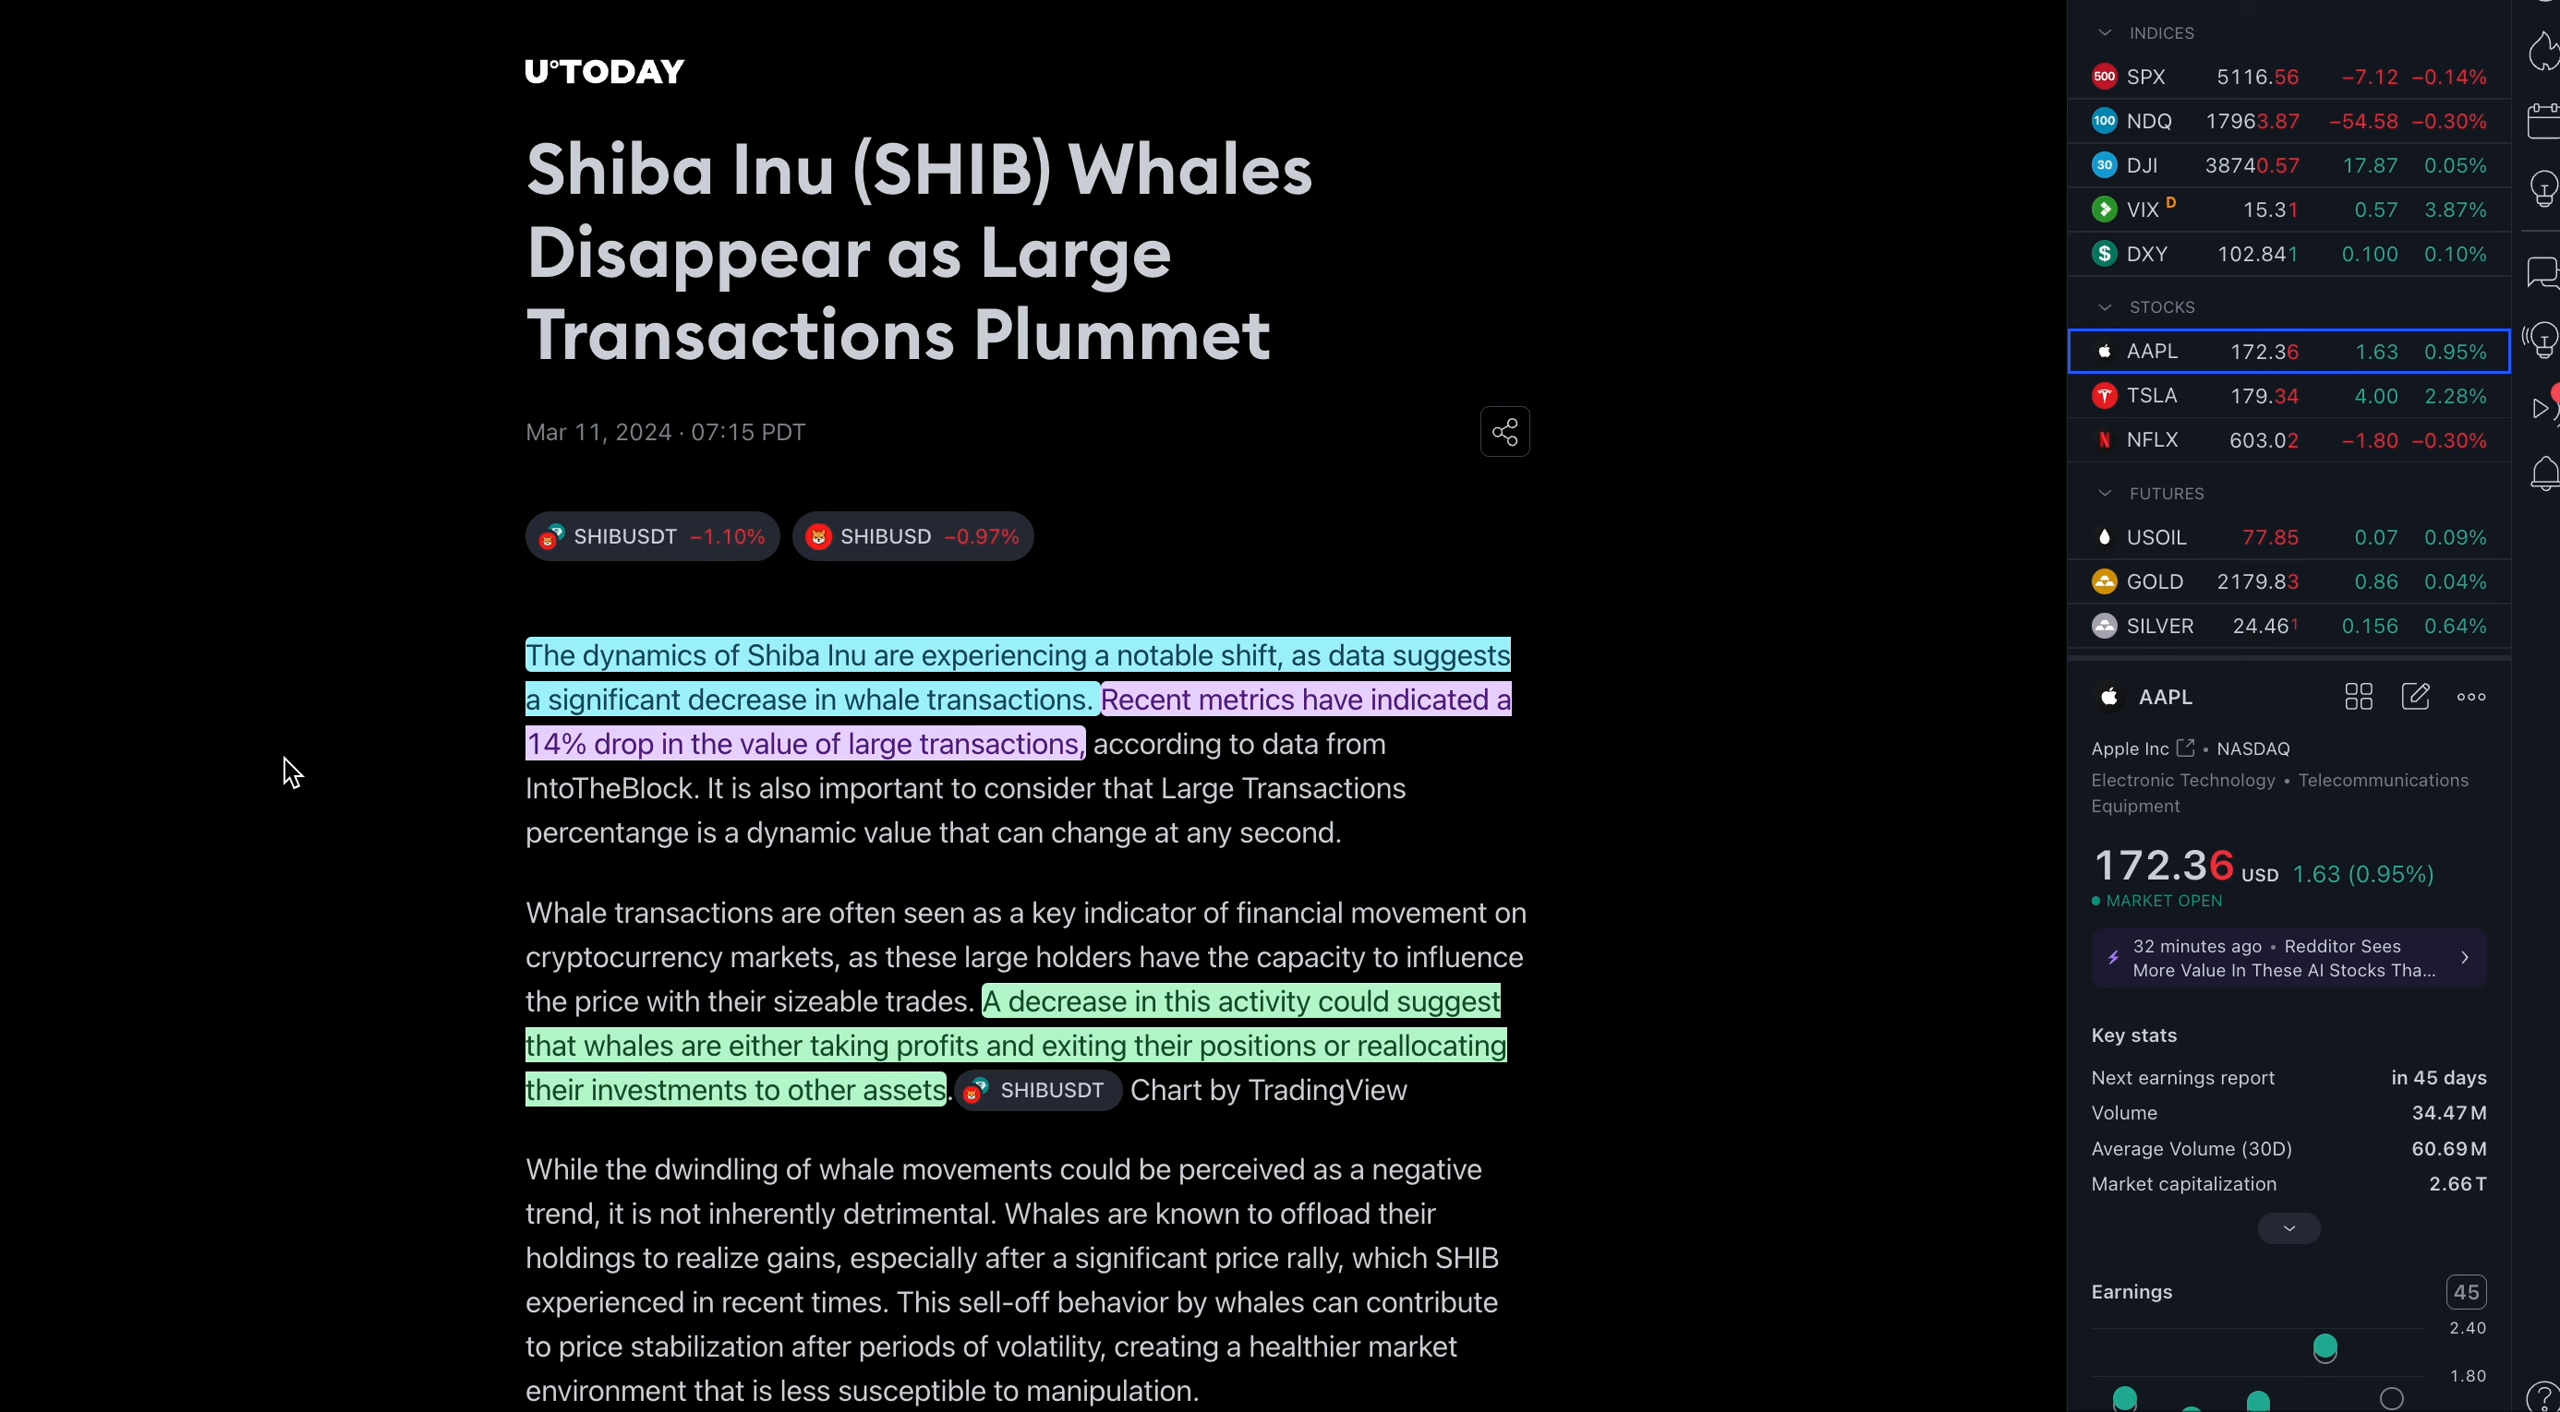 U°TODAY
Shiba Inu (SHIB) Whales
Disappear as Large
Transactions Plummet
Mar 11, 2024 · 07:15 PDT
SHIBUSDT −1.10% SHIBUSD −0.97%
The dynamics of Shiba Inu are experiencing a notable shift, as data suggests
a significant decrease in whale transactions. Recent metrics have indicated a
14% drop in the value of large transactions, according to data from
IntoTheBlock. It is also important to consider that Large Transactions
percentange is a dynamic value that can change at any second.
Whale transactions are often seen as a key indicator of financial movement on
cryptocurrency markets, as these large holders have the capacity to influence
the price with their sizeable trades. A decrease in this activity could suggest
that whales are either taking profits and exiting their positions or reallocating
their investments to other assets. SHIBUSDT Chart by TradingView
While the dwindling of whale movements could be perceived as a negative
trend, it is not inherently detrimental. Whales are known to offload their
holdings to realize gains, especially after a significant price rally, which SHIB
experienced in recent times. This sell-off behavior by whales can contribute
to price stabilization after periods of volatility, creating a healthier market
environment that is less susceptible to manipulation.
INDICES
500 SPX 5116.56 −7.12 −0.14%
100 NDQ 17963.87 −54.58 −0.30%
30 DJI 38740.57 17.87 0.05%
VIX D 15.31 0.57 3.87%
$ DXY 102.841 0.100 0.10%
STOCKS
AAPL 172.36 1.63 0.95%
TSLA 179.34 4.00 2.28%
N NFLX 603.02 −1.80 −0.30%
FUTURES
USOIL 77.85 0.07 0.09%
GOLD 2179.83 0.86 0.04%
SILVER 24.461 0.156 0.64%
AAPL
Apple Inc • NASDAQ
Electronic Technology • Telecommunications
Equipment
172.36 USD 1.63 (0.95%)
MARKET OPEN
32 minutes ago • Redditor Sees
More Value In These AI Stocks Tha...
Key stats
Next earnings report in 45 days
Volume 34.47M
Average Volume (30D) 60.69M
Market capitalization 2.66T
Earnings 45
2.40
1.80